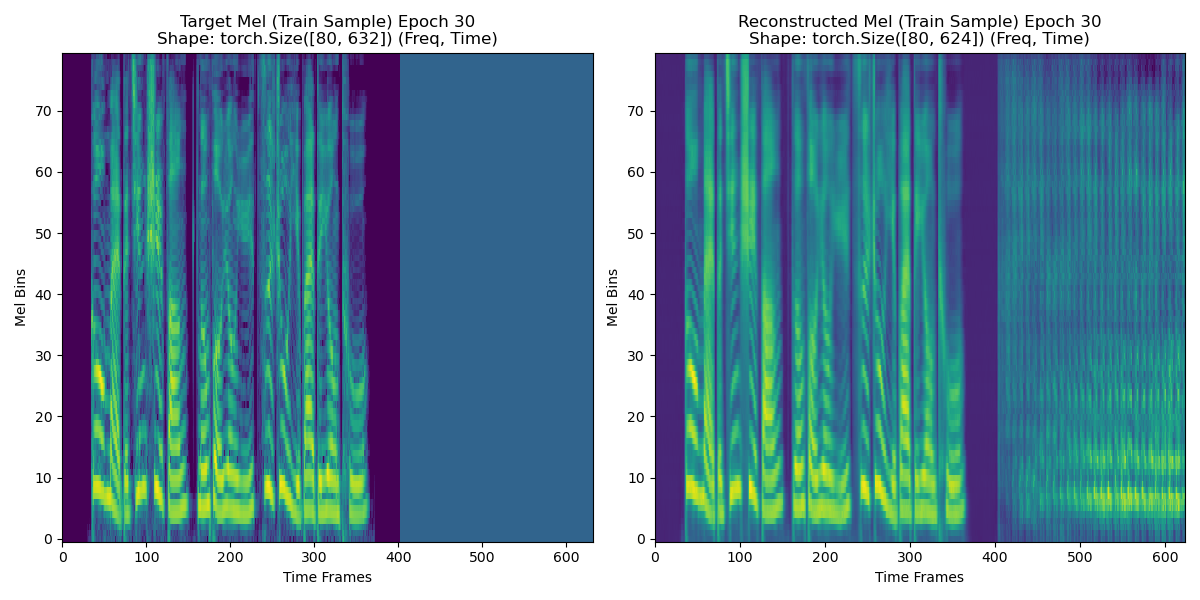 Target Mel (Train Sample) Epoch 30
Shape: torch.Size([80, 632]) (Freq, Time)
Mel Bins
70
60
50
40
30
20
10
0
0 100 200 300 400 500 600
Time Frames
Reconstructed Mel (Train Sample) Epoch 30
Shape: torch.Size([80, 624]) (Freq, Time)
Mel Bins
70
60
50
40
30
20
10
0
0 100 200 300 400 500 600
Time Frames